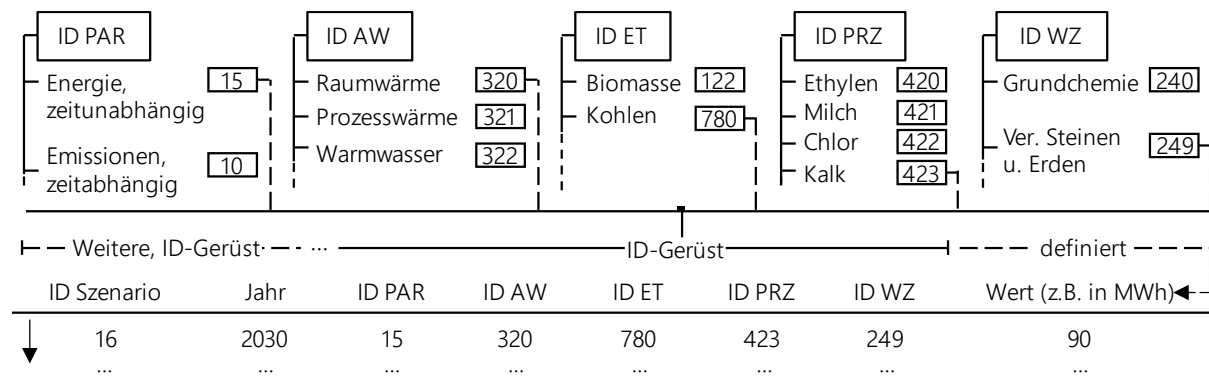 ID PAR
Energie, 15
zeitunabhängig
Emissionen, 10
zeitabhängig
ID AW
Raumwärme 320
Prozesswärme 321
Warmwasser 322
ID ET
Biomasse 122
Kohlen 780
ID PRZ
Ethylen 420
Milch 421
Chlor 422
Kalk 423
ID WZ
Grundchemie 240
Ver. Steinen 249
u. Erden
Weitere, ID-Gerüst ... ID-Gerüst definiert
ID Szenario Jahr ID PAR ID AW ID ET ID PRZ ID WZ Wert (z.B. in MWh)
16 2030 15 320 780 423 249 90
... ... ... ... ... ... ... ...